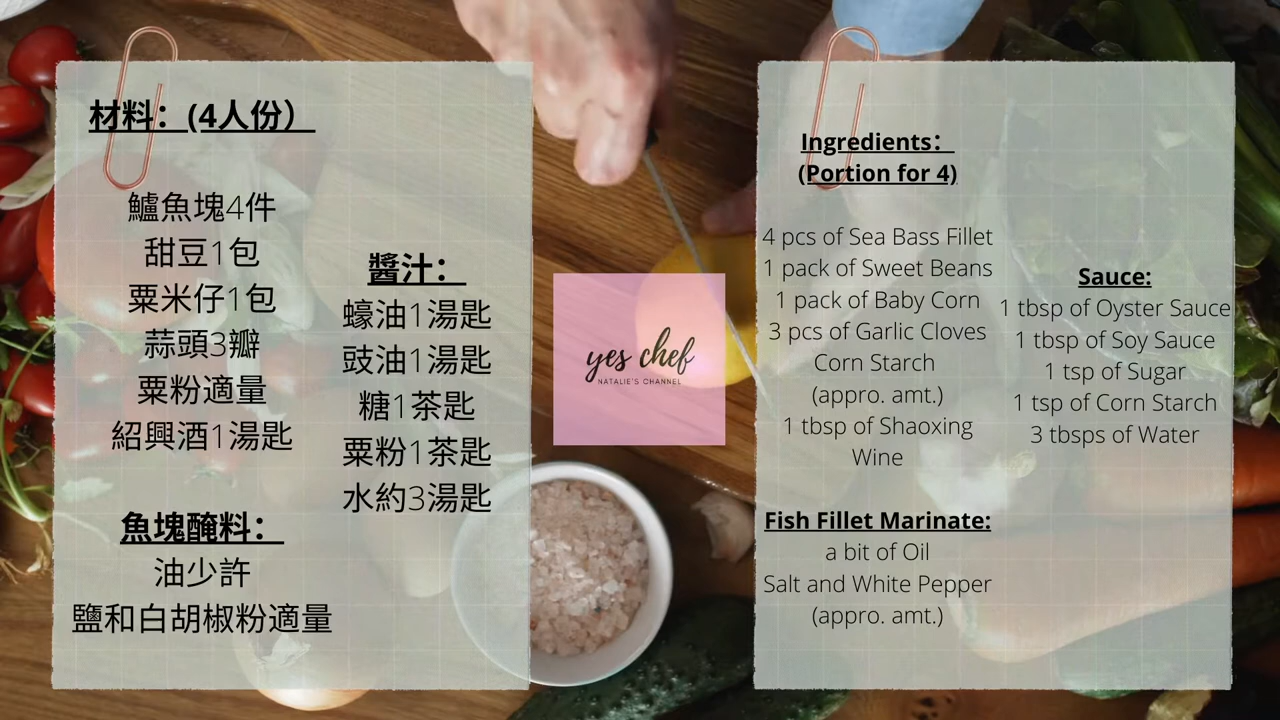 材料：(4人份）
鱸魚塊4件
甜豆1包
粟米仔1包
蒜頭3瓣
粟粉適量
紹興酒1湯匙
魚塊醃料：
油少許
鹽和白胡椒粉適量
醬汁：
蠔油1湯匙
豉油1湯匙
糖1茶匙
粟粉1茶匙
水約3湯匙
yes chef
NATALIE'S CHANNEL
Ingredients：
(Portion for 4)
4 pcs of Sea Bass Fillet
1 pack of Sweet Beans
1 pack of Baby Corn
3 pcs of Garlic Cloves
Corn Starch
(appro. amt.)
1 tbsp of Shaoxing
Wine
Fish Fillet Marinate:
a bit of Oil
Salt and White Pepper
(appro. amt.)
Sauce:
1 tbsp of Oyster Sauce
1 tbsp of Soy Sauce
1 tsp of Sugar
1 tsp of Corn Starch
3 tbsps of Water